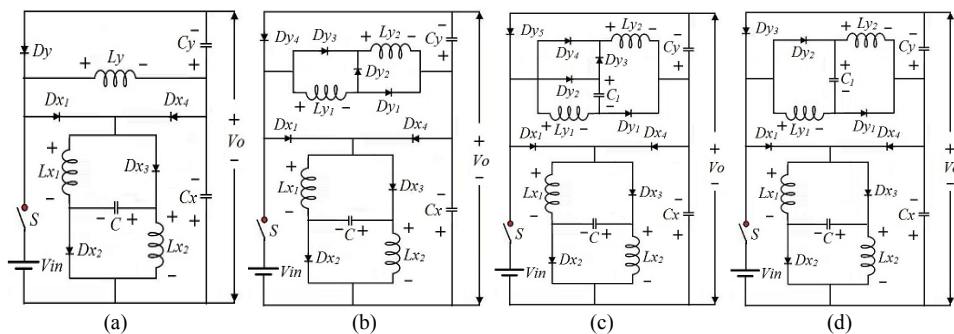 Dy
+ Ly −
− Cy +
Dx1
Dx4
+ Vo −
+ Lx1 −
Dx3
− Cx +
− C +
S
Dx2
+ Lx2 −
Vin
(a)
Dy4
Dy3
+ Ly2 −
Dy2
− Cy +
+ Ly1 −
Dy1
Dx1
Dx4
+ Vo −
+ Lx1 −
Dx3
− Cx +
− C +
S
Dx2
+ Lx2 −
Vin
(b)
Dy5
Dy4
+ Ly2 −
Dy3
− Cy +
Dy2
+ C1 −
+ Ly1 −
Dy1
Dx1
Dx4
+ Vo −
+ Lx1 −
Dx3
− Cx +
− C +
S
Dx2
+ Lx2 −
Vin
(c)
Dy3
Dy2
+ Ly2 −
− Cy +
+ C1 −
+ Ly1 −
Dy1
Dx1
Dx4
+ Vo −
+ Lx1 −
Dx3
− Cx +
− C +
S
Dx2
+ Lx2 −
Vin
(d)